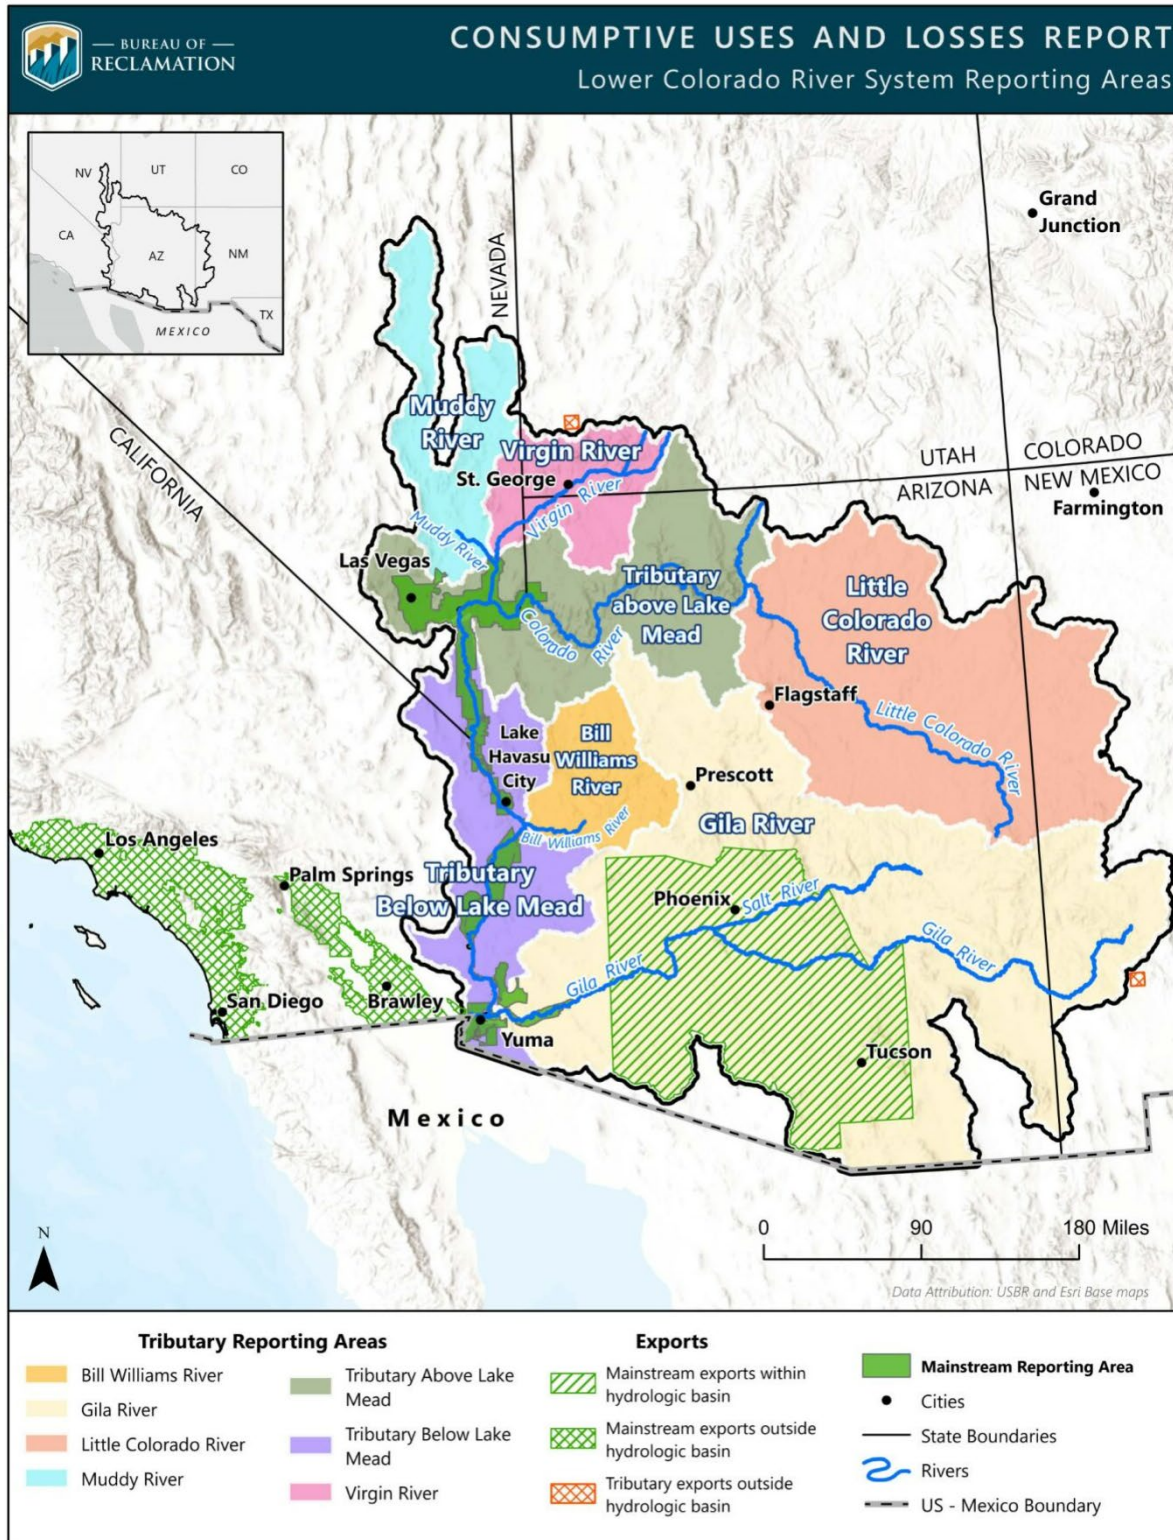 BUREAU OF
RECLAMATION
CONSUMPTIVE USES AND LOSSES REPORT
Lower Colorado River System Reporting Areas
NV
UT
CO
CA
AZ
NM
TX
MEXICO
NEVADA
Grand
Junction
CALIFORNIA
Muddy
River
Virgin River
St. George
Virgin River
Muddy River
UTAH
COLORADO
ARIZONA
NEW MEXICO
Farmington
Las Vegas
Tributary
above Lake
Mead
Colorado River
Little
Colorado
River
Flagstaff
Little Colorado River
Lake
Havasu
City
Bill
Williams
River
Prescott
Bill Williams River
Gila River
Los Angeles
Palm Springs
Tributary
Below Lake Mead
Phoenix
Salt River
Gila River
Gila River
San Diego
Brawley
Yuma
Tucson
Mexico
N
0 90 180 Miles
Data Attribution: USBR and Esri Base maps
Tributary Reporting Areas
Bill Williams River
Gila River
Little Colorado River
Muddy River
Tributary Above Lake
Mead
Tributary Below Lake
Mead
Virgin River
Exports
Mainstream exports within
hydrologic basin
Mainstream exports outside
hydrologic basin
Tributary exports outside
hydrologic basin
Mainstream Reporting Area
Cities
State Boundaries
Rivers
US - Mexico Boundary